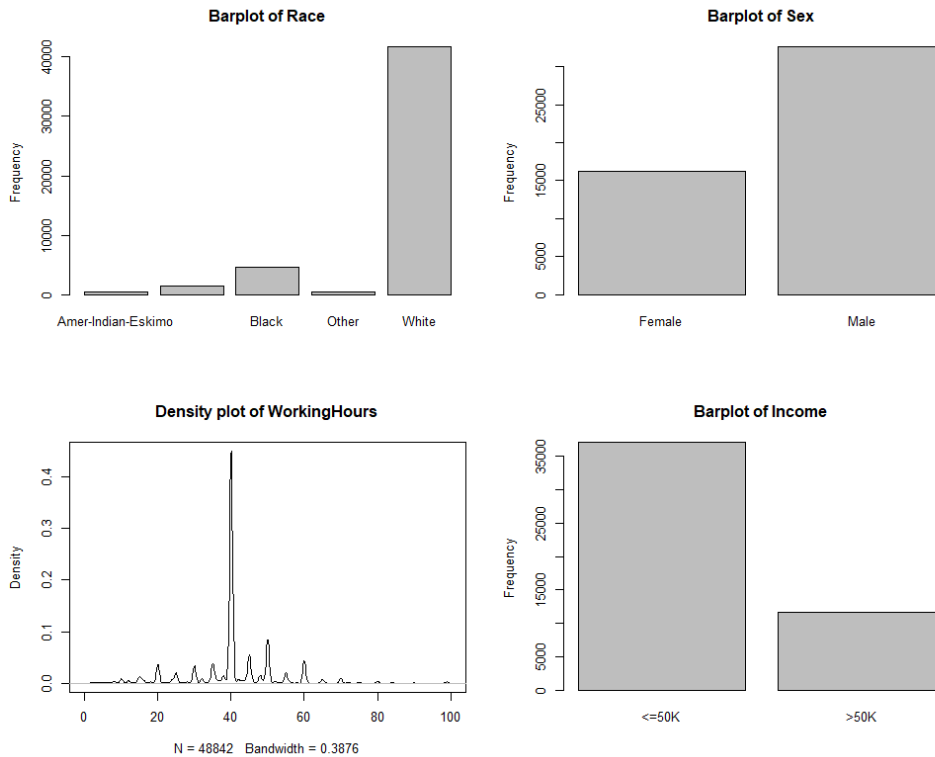 Barplot of Race
Frequency
0
10000
20000
30000
40000
Amer-Indian-Eskimo Black Other White
Barplot of Sex
Frequency
0
5000
15000
25000
Female Male
Density plot of WorkingHours
Density
0.0
0.1
0.2
0.3
0.4
0 20 40 60 80 100
N = 48842 Bandwidth = 0.3876
Barplot of Income
Frequency
0
5000
15000
25000
35000
<=50K >50K